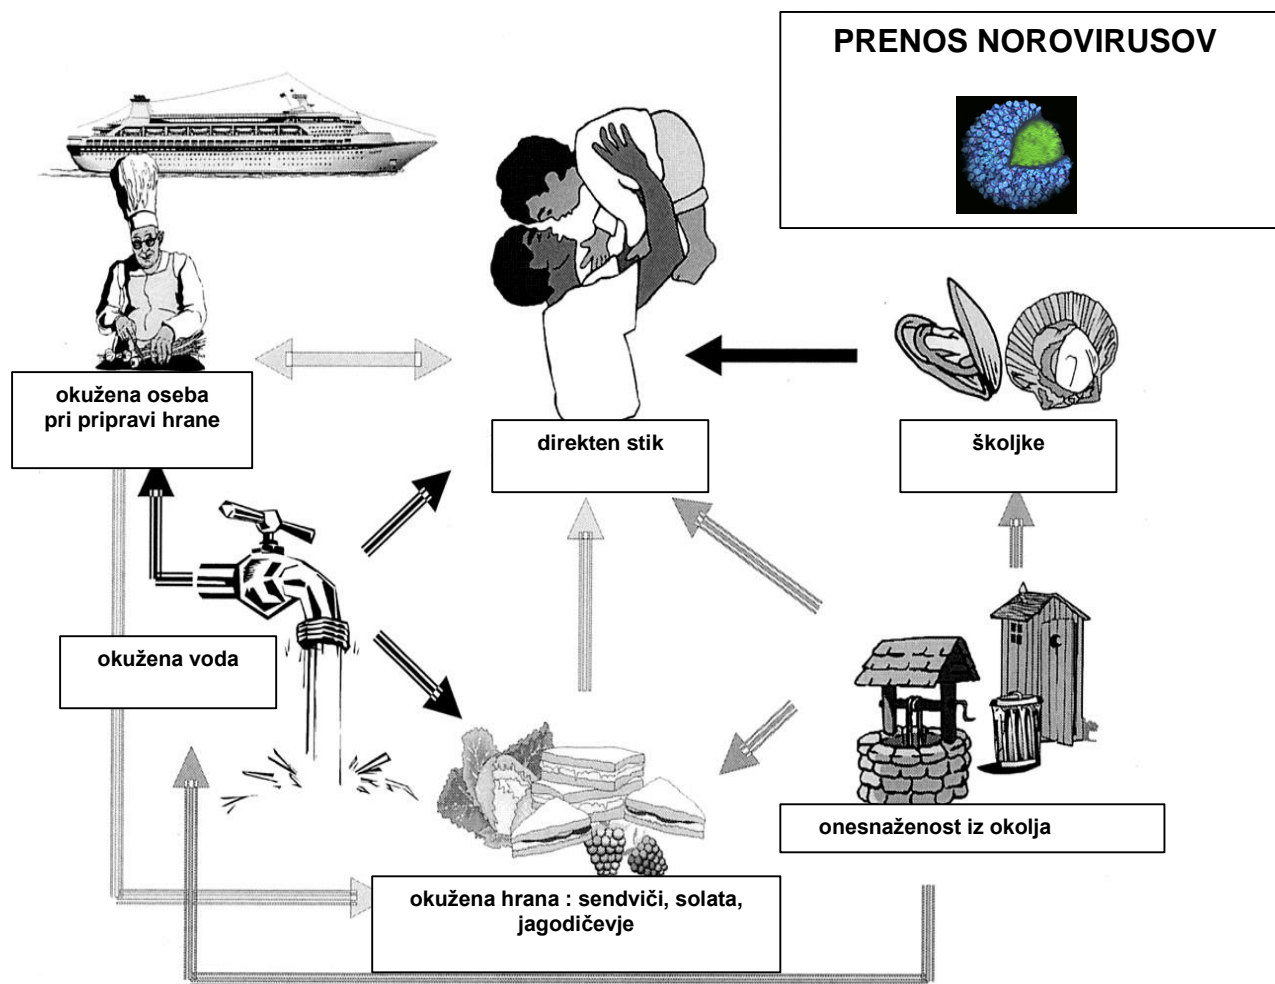 PRENOS NOROVIRUSOV
okužena oseba
pri pripravi hrane
direkten stik
školjke
okužena voda
onesnaženost iz okolja
okužena hrana : sendviči, solata,
jagodičevje